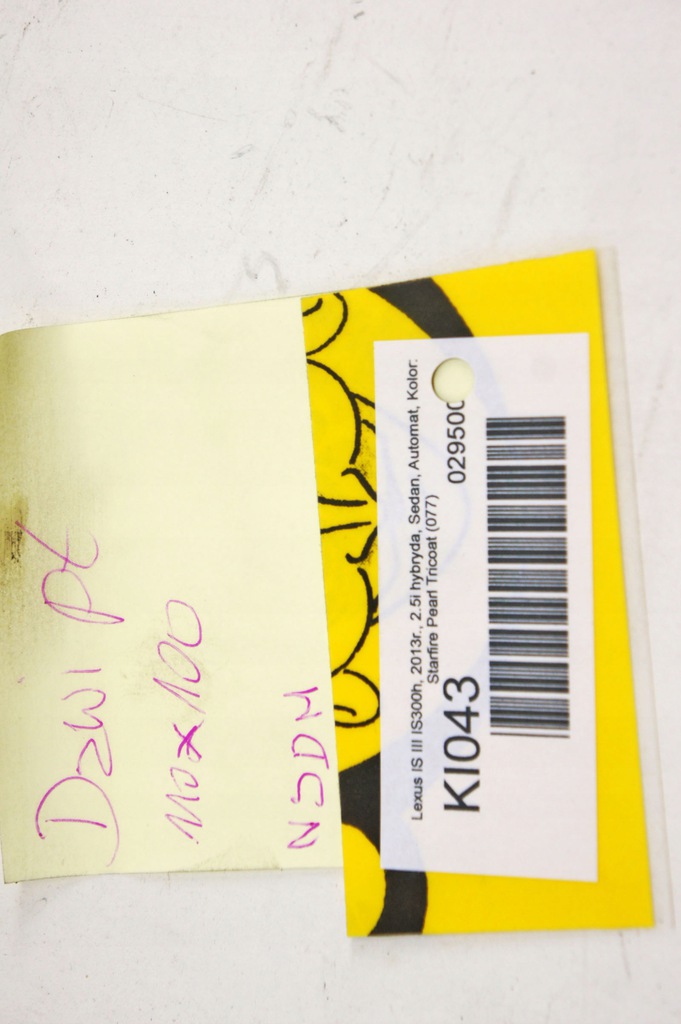 Dzwi pt
110x100
NSDM
Lexus IS III IS300h, 2013r., 2.5i hybryda, Sedan, Automat, Kolor:
Starfire Pearl Tricoat (077)
KI043
029500